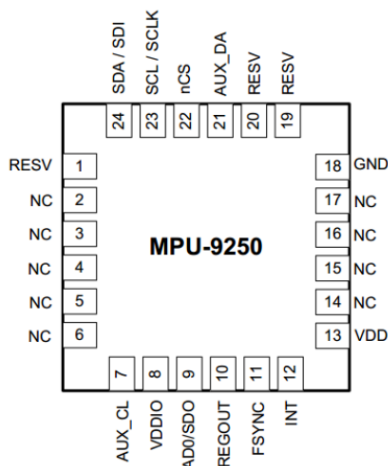 SDA / SDI
SCL / SCLK
nCS
AUX_DA
RESV
RESV
24
23
22
21
20
19
RESV 1
NC 2
NC 3
NC 4
NC 5
NC 6
MPU-9250
18 GND
17 NC
16 NC
15 NC
14 NC
13 VDD
7
8
9
10
11
12
AUX_CL
VDDIO
AD0/SDO
REGOUT
FSYNC
INT